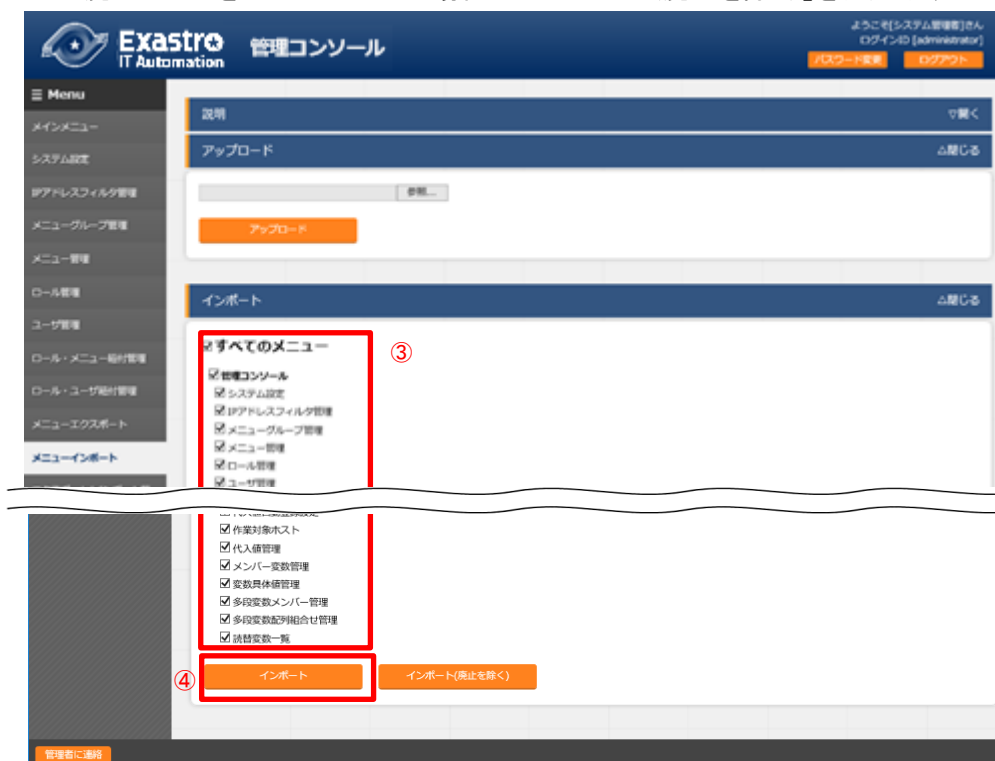 Exastro
IT Automation
管理コンソール
ようこそ[システム管理者]さん
ログインID [administrator]
パスワード変更
ログアウト
☰ Menu
メインメニュー
システム設定
IPアドレスフィルタ管理
メニューグループ管理
メニュー管理
ロール管理
ユーザ管理
ロール・メニュー紐付管理
ロール・ユーザ紐付管理
メニューエクスポート
メニューインポート
説明
▽開く
アップロード
△閉じる
参照...
アップロード
インポート
△閉じる
すべてのメニュー
③
管理コンソール
システム設定
IPアドレスフィルタ管理
メニューグループ管理
メニュー管理
ロール管理
ユーザ管理
作業対象ホスト
代入値管理
メンバー変数管理
変数具体値管理
多段変数メンバー管理
多段変数配列組合せ管理
読替変数一覧
④
インポート
インポート(廃止を除く)
管理者に連絡